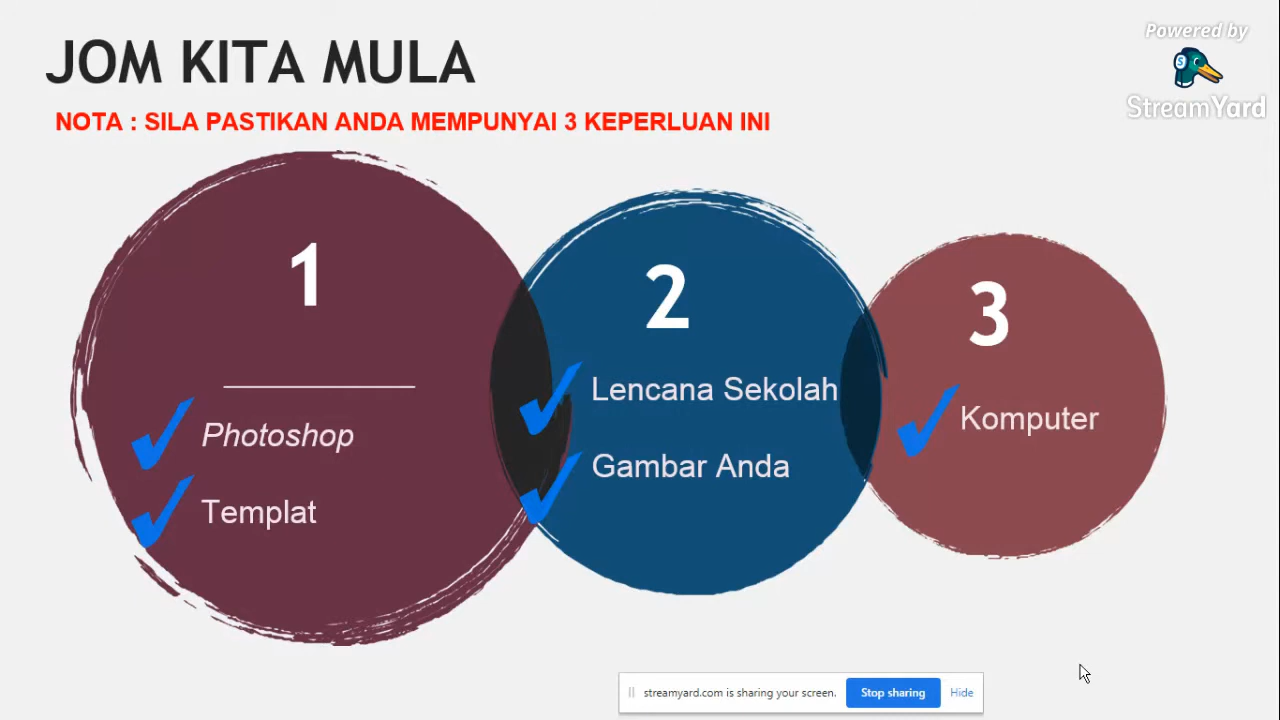 JOM KITA MULA
NOTA : SILA PASTIKAN ANDA MEMPUNYAI 3 KEPERLUAN INI
Powered by
S
StreamYard
1
Photoshop
Templat
2
Lencana Sekolah
Gambar Anda
3
Komputer
streamyard.com is sharing your screen.
Stop sharing
Hide